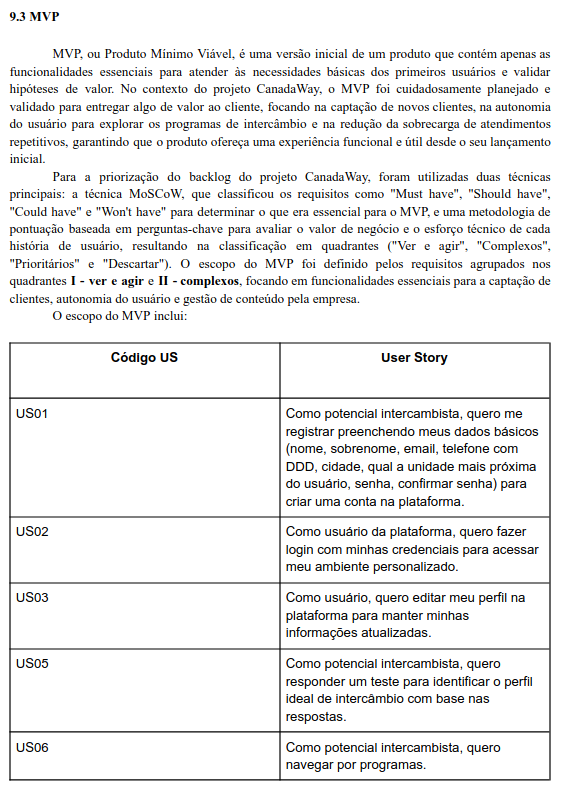 9.3 MVP
MVP, ou Produto Mínimo Viável, é uma versão inicial de um produto que contém apenas as
funcionalidades essenciais para atender às necessidades básicas dos primeiros usuários e validar
hipóteses de valor. No contexto do projeto CanadaWay, o MVP foi cuidadosamente planejado e
validado para entregar algo de valor ao cliente, focando na captação de novos clientes, na autonomia
do usuário para explorar os programas de intercâmbio e na redução da sobrecarga de atendimentos
repetitivos, garantindo que o produto ofereça uma experiência funcional e útil desde o seu lançamento
inicial.
Para a priorização do backlog do projeto CanadaWay, foram utilizadas duas técnicas
principais: a técnica MoSCoW, que classificou os requisitos como "Must have", "Should have",
"Could have" e "Won't have" para determinar o que era essencial para o MVP, e uma metodologia de
pontuação baseada em perguntas-chave para avaliar o valor de negócio e o esforço técnico de cada
história de usuário, resultando na classificação em quadrantes ("Ver e agir", "Complexos",
"Prioritários" e "Descartar"). O escopo do MVP foi definido pelos requisitos agrupados nos
quadrantes I - ver e agir e II - complexos, focando em funcionalidades essenciais para a captação de
clientes, autonomia do usuário e gestão de conteúdo pela empresa.
O escopo do MVP inclui:
Código US
User Story
US01
Como potencial intercambista, quero me
registrar preenchendo meus dados básicos
(nome, sobrenome, email, telefone com
DDD, cidade, qual a unidade mais próxima
do usuário, senha, confirmar senha) para
criar uma conta na plataforma.
US02
Como usuário da plataforma, quero fazer
login com minhas credenciais para acessar
meu ambiente personalizado.
US03
Como usuário, quero editar meu perfil na
plataforma para manter minhas
informações atualizadas.
US05
Como potencial intercambista, quero
responder um teste para identificar o perfil
ideal de intercâmbio com base nas
respostas.
US06
Como potencial intercambista, quero
navegar por programas.